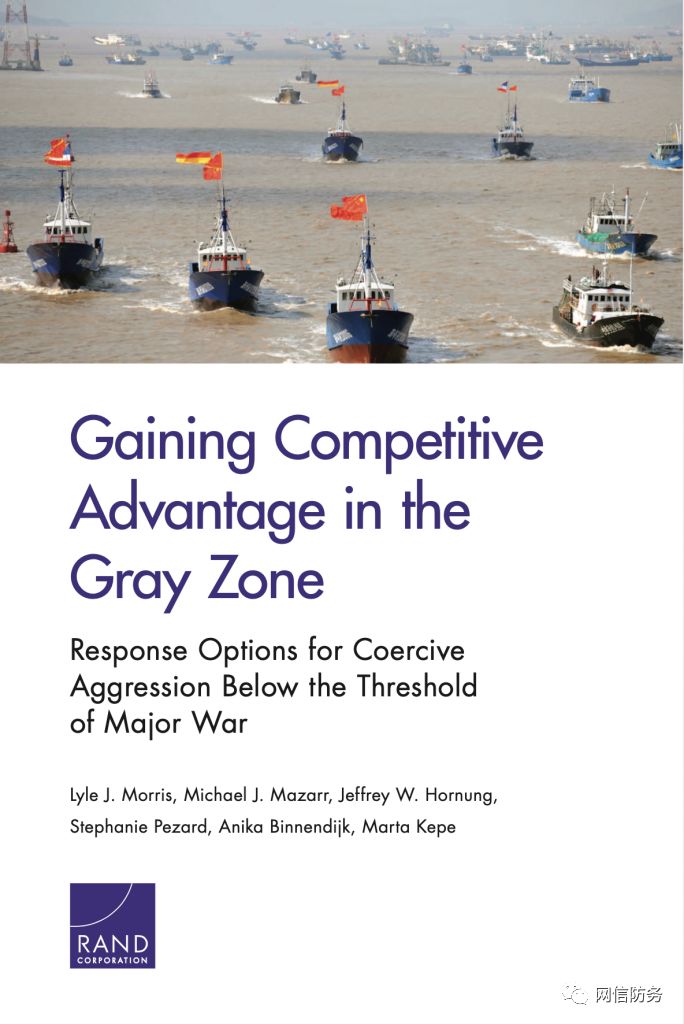 Gaining Competitive
Advantage in the
Gray Zone
Response Options for Coercive
Aggression Below the Threshold
of Major War
Lyle J. Morris, Michael J. Mazarr, Jeffrey W. Hornung,
Stephanie Pezard, Anika Binnendijk, Marta Kepe
RAND
CORPORATION
网信防务